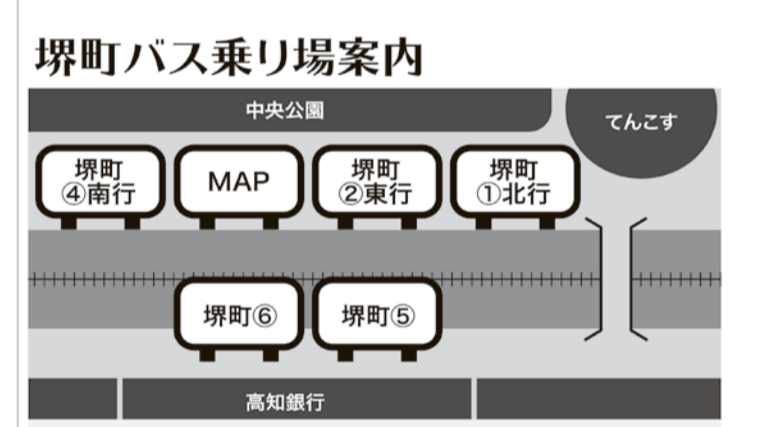 堺町バス乗り場案内
中央公園
てんこす
堺町
④南行
MAP
堺町
②東行
堺町
①北行
堺町⑥
堺町⑤
高知銀行